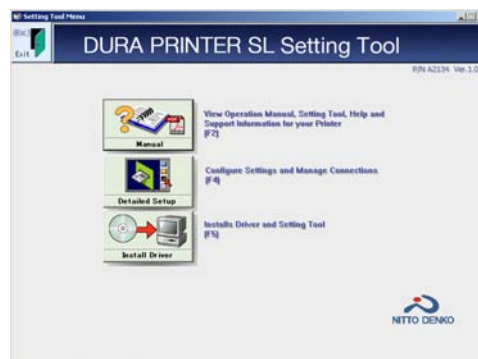 Setting Tool Menu
(Esc)
Exit
DURA PRINTER SL Setting Tool
P/N A2134 Ver.1.0
View Operation Manual, Setting Tool, Help and
Support Information for your Printer
(F2)
Manual
Configure Settings and Manage Connections
(F4)
Detailed Setup
Installs Driver and Setting Tool
(F5)
Install Driver
NITTO DENKO